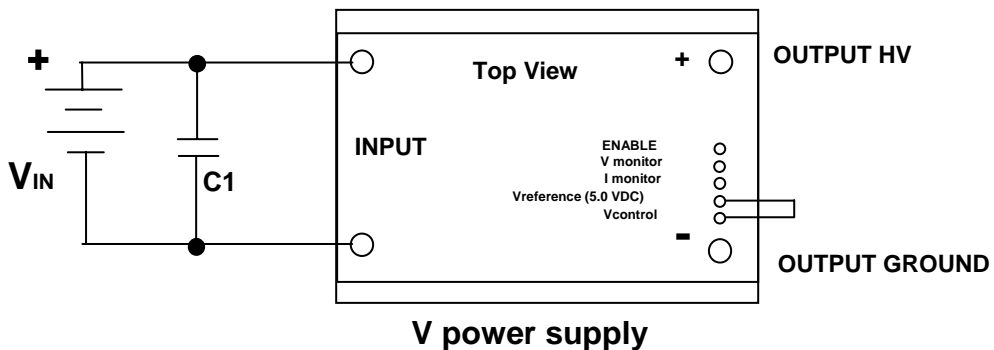 +
VIN
C1
Top View
INPUT
+
OUTPUT HV
ENABLE
V monitor
I monitor
Vreference (5.0 VDC)
Vcontrol
-
OUTPUT GROUND
V power supply